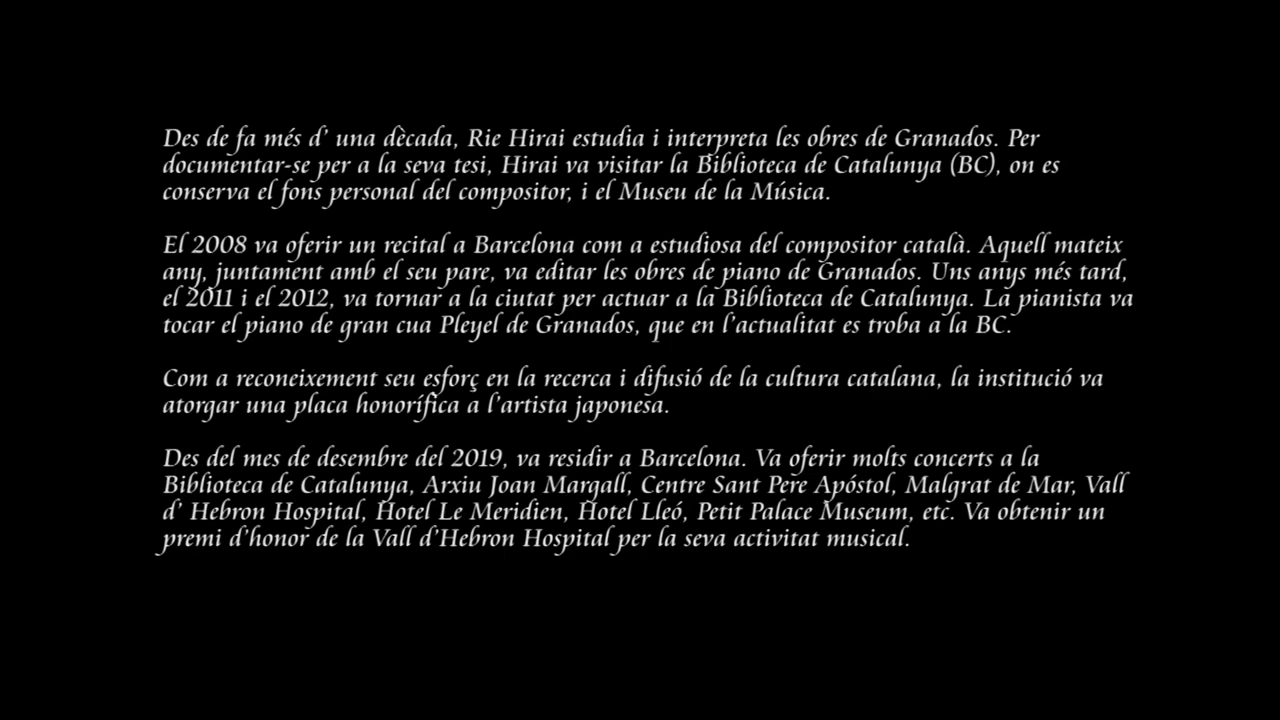 Des de fa més d' una dècada, Rie Hirai estudia i interpreta les obres de Granados. Per
documentar-se per a la seva tesi, Hirai va visitar la Biblioteca de Catalunya (BC), on es
conserva el fons personal del compositor, i el Museu de la Música.
El 2008 va oferir un recital a Barcelona com a estudiosa del compositor català. Aquell mateix
any, juntament amb el seu pare, va editar les obres de piano de Granados. Uns anys més tard,
el 2011 i el 2012, va tornar a la ciutat per actuar a la Biblioteca de Catalunya. La pianista va
tocar el piano de gran cua Pleyel de Granados, que en l'actualitat es troba a la BC.
Com a reconeixement seu esforç en la recerca i difusió de la cultura catalana, la institució va
atorgar una placa honorífica a l'artista japonesa.
Des del mes de desembre del 2019, va residir a Barcelona. Va oferir molts concerts a la
Biblioteca de Catalunya, Arxiu Joan Margall, Centre Sant Pere Apóstol, Malgrat de Mar, Vall
d' Hebron Hospital, Hotel Le Meridien, Hotel Lleó, Petit Palace Museum, etc. Va obtenir un
premi d'honor de la Vall d'Hebron Hospital per la seva activitat musical.